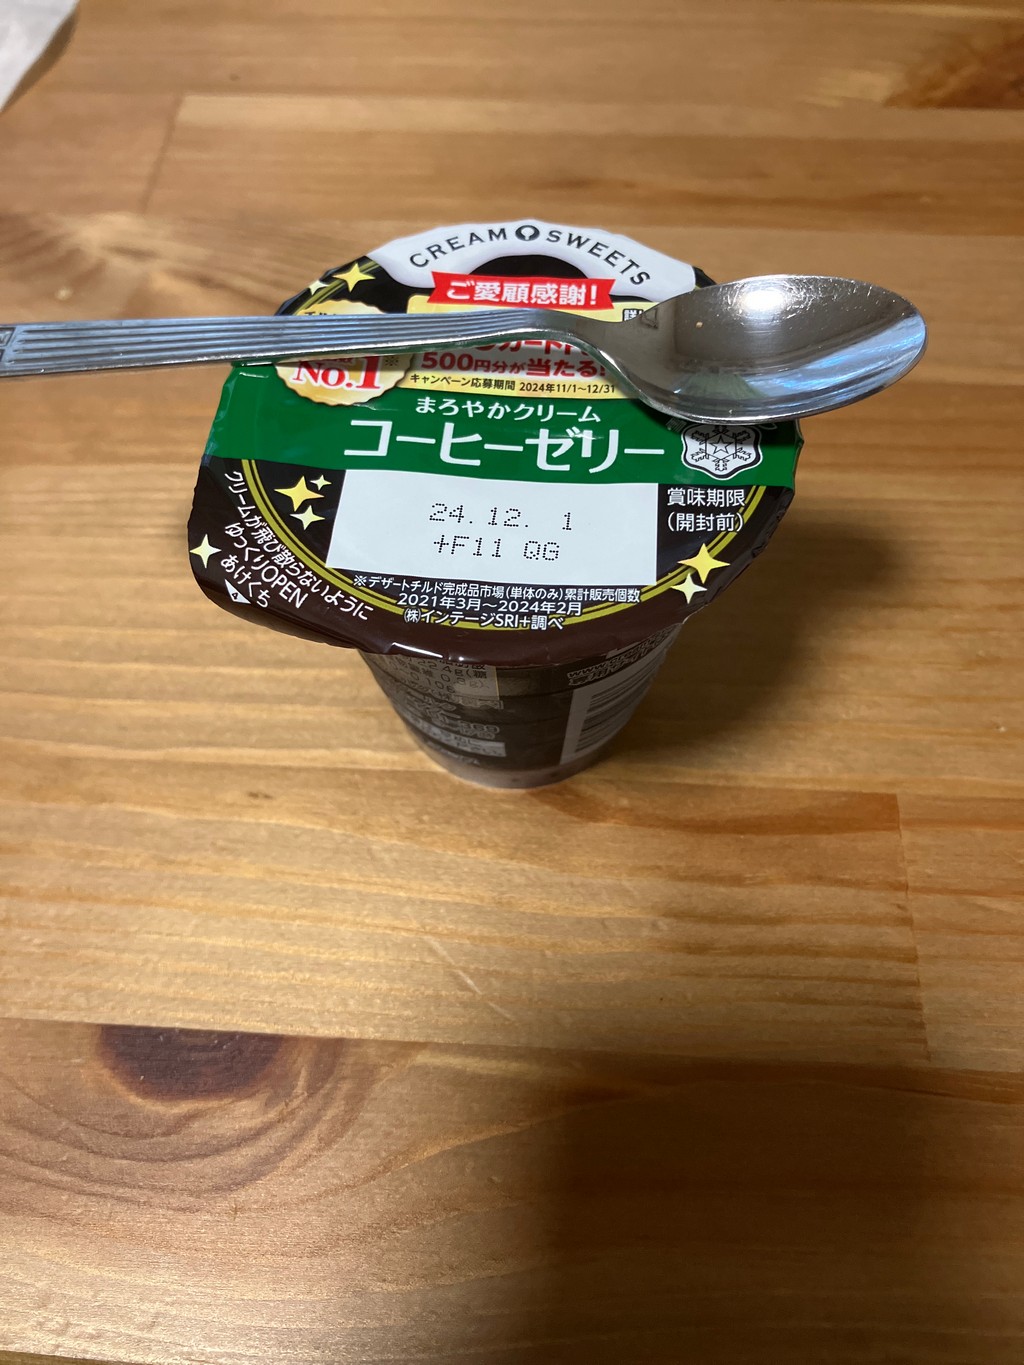 CREAM SWEETS
ご愛顧感謝!
No.1※
500円分が当たる!
キャンペーン応募期間 2024年11/1~12/31
まろやかクリーム
コーヒーゼリー
賞味期限
(開封前)
24.12. 1
+F11 QG
※デザートチルド完成品市場(単体のみ)累計販売個数
2021年3月~2024年2月
㈱インテージSRI+調べ
クリームが飛び散らないように
ゆっくりOPEN
あけくち